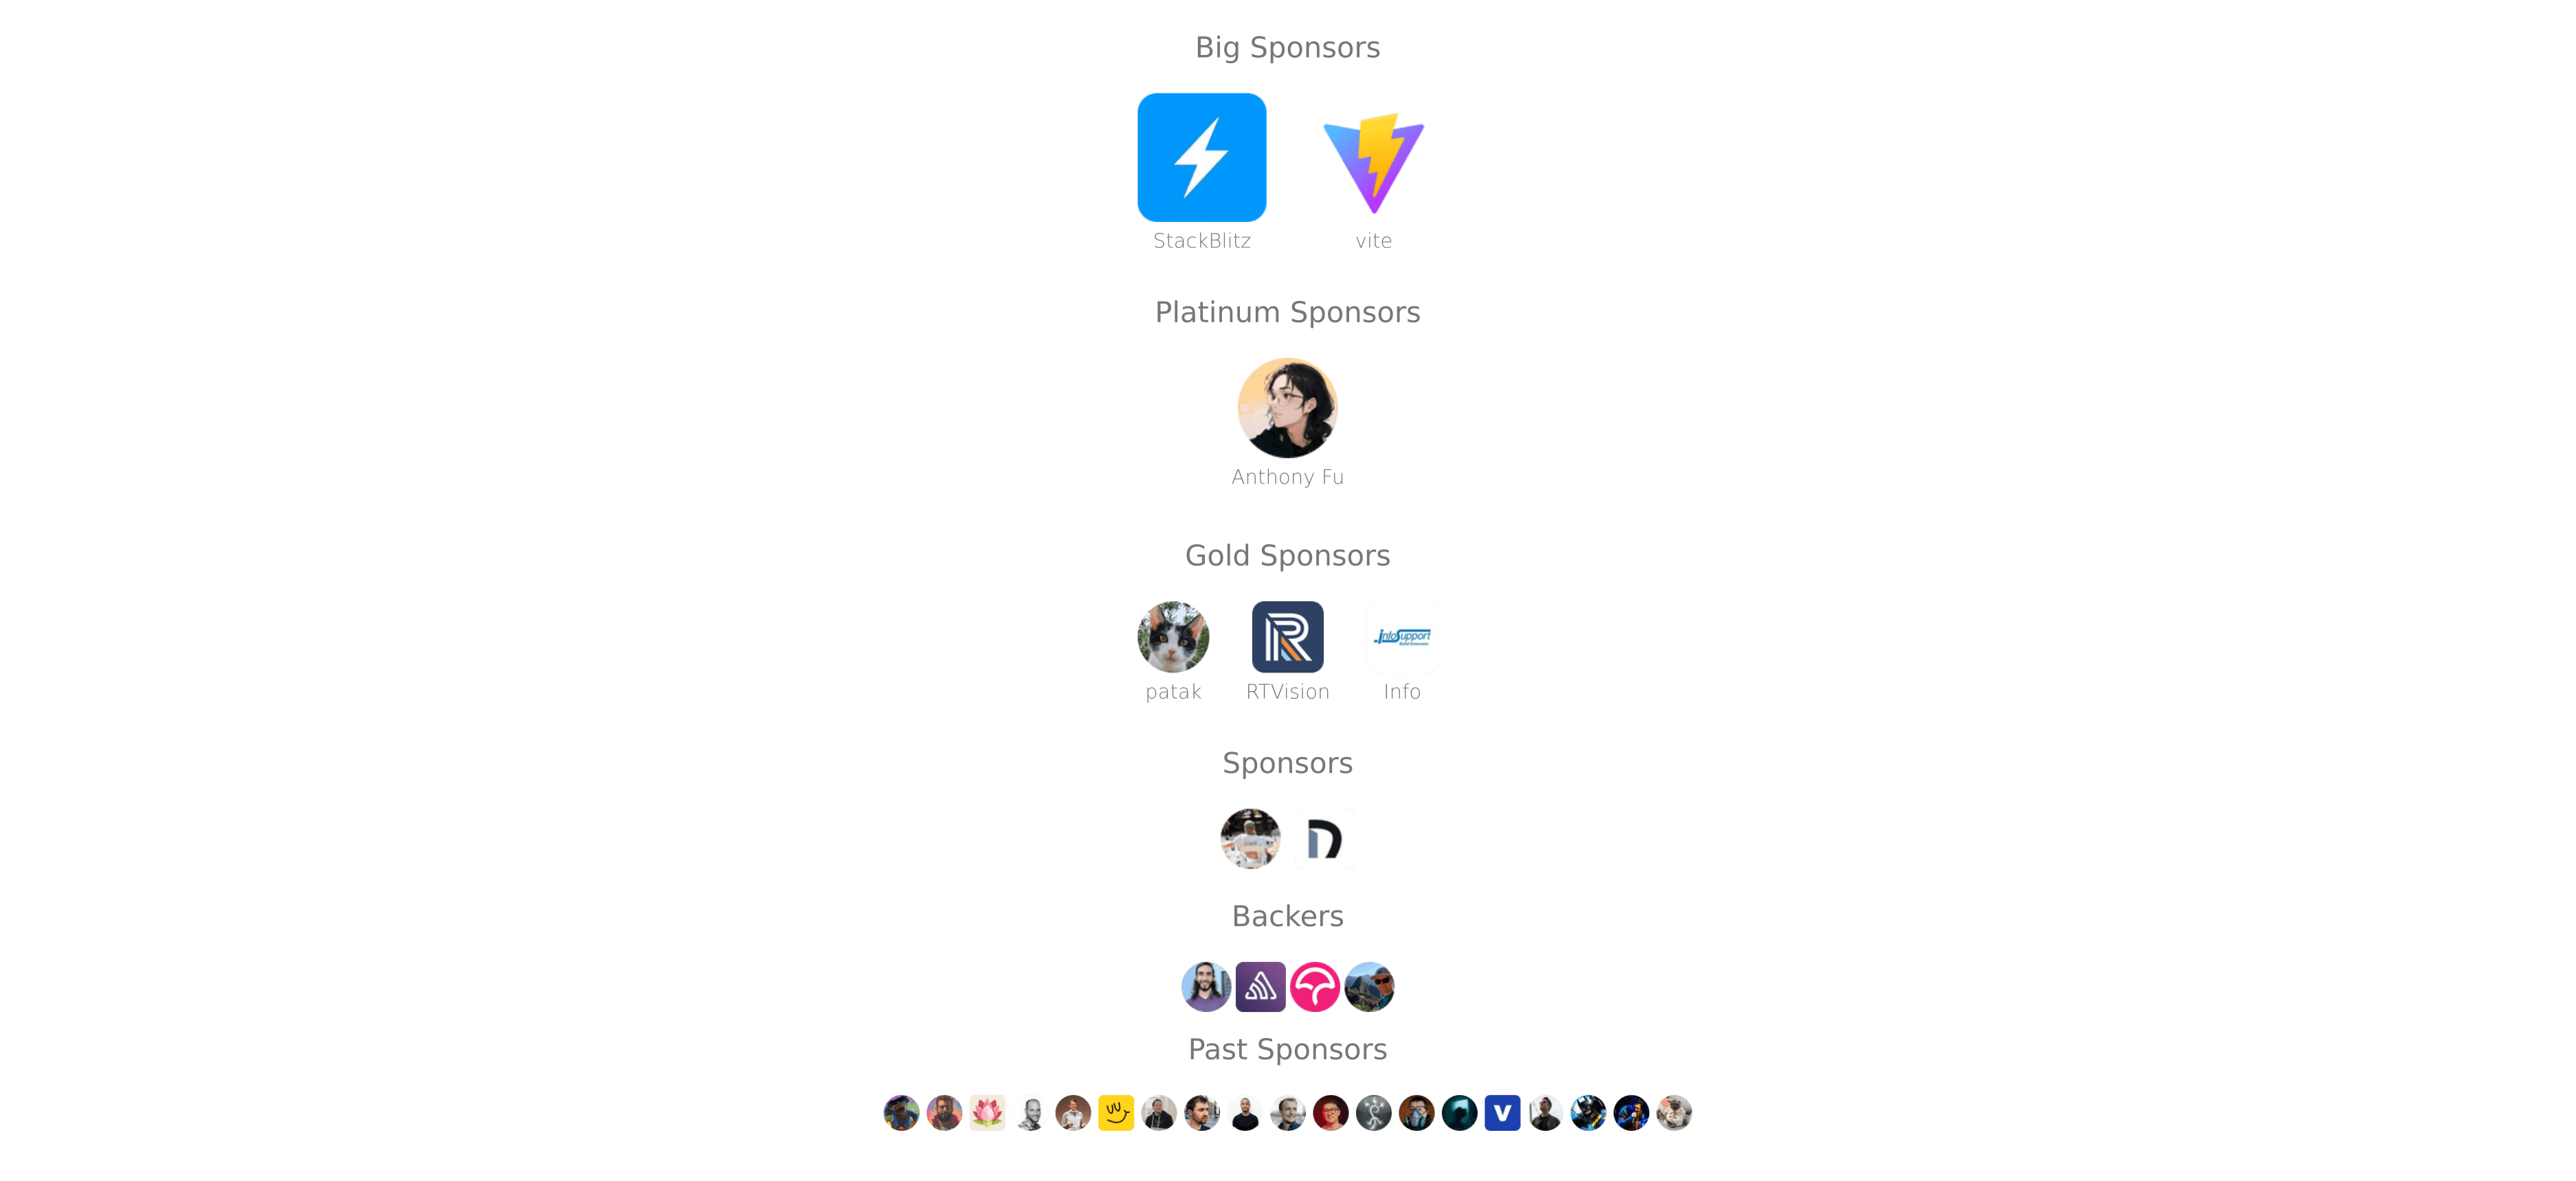 Big Sponsors
StackBlitz
vite
Platinum Sponsors
Anthony Fu
Gold Sponsors
infoSupport
patak
RTVision
Info
Sponsors
Backers
Past Sponsors